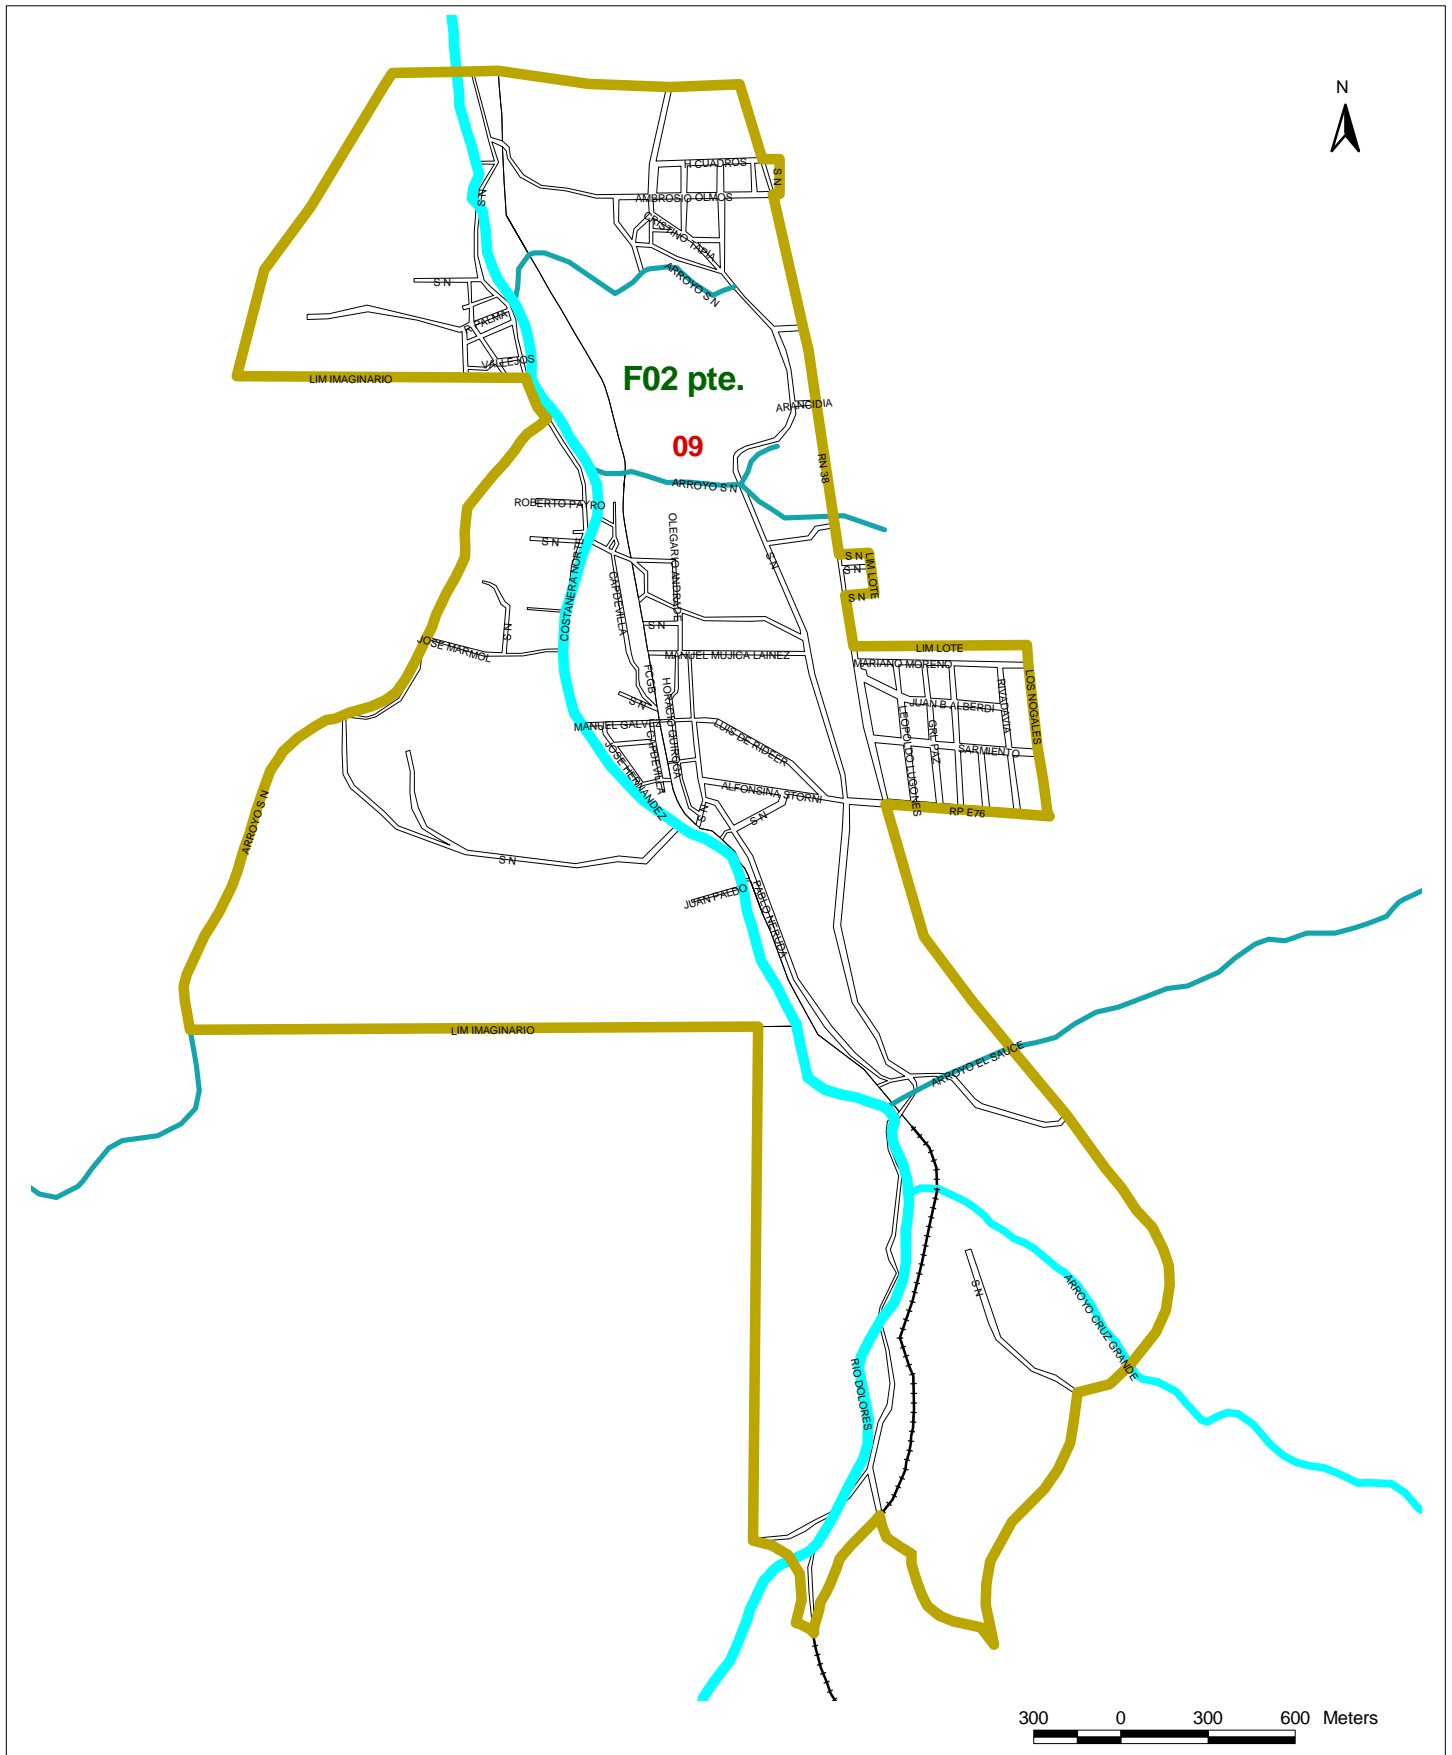 N
H CUADROS
S N
AMBROSIO OLMOS
S N
CRISTINO TAPIA
ARROYO S N
S N
R PALMA
VALLEJOS
LIM IMAGINARIO
F02 pte.
ARANCIDIA
09
RN 38
ARROYO S N
ROBERTO PAYRO
OLEGARIO ANDRADE
S N
COSTANERA NORTE
S N
S N
LIM LOTE
S N
CAPDEVILLA
S N
S N
S N
JOSE MARMOL
MANUEL MUJICA LAINEZ
LIM LOTE
MARIANO MORENO
FCGB
HORACIO QUIROGA
RIVADAVIA
LOS NOGALES
S N
JUAN B ALBERDI
LEOPOLDO LUGONES
GRL PAZ
MANUEL GALVEZ
LUIS DE RIDEER
CAPDEVILLA
JOSE HERNANDEZ
SARMIENTO
ALFONSINA STORNI
RP E76
ARROYO S N
S N
S N
S N
JUAN PALDO
PABLO NERUDA
LIM IMAGINARIO
ARROYO EL SAUCE
S N
ARROYO CRUZ GRANDE
RIO DOLORES
300 0 300 600 Meters